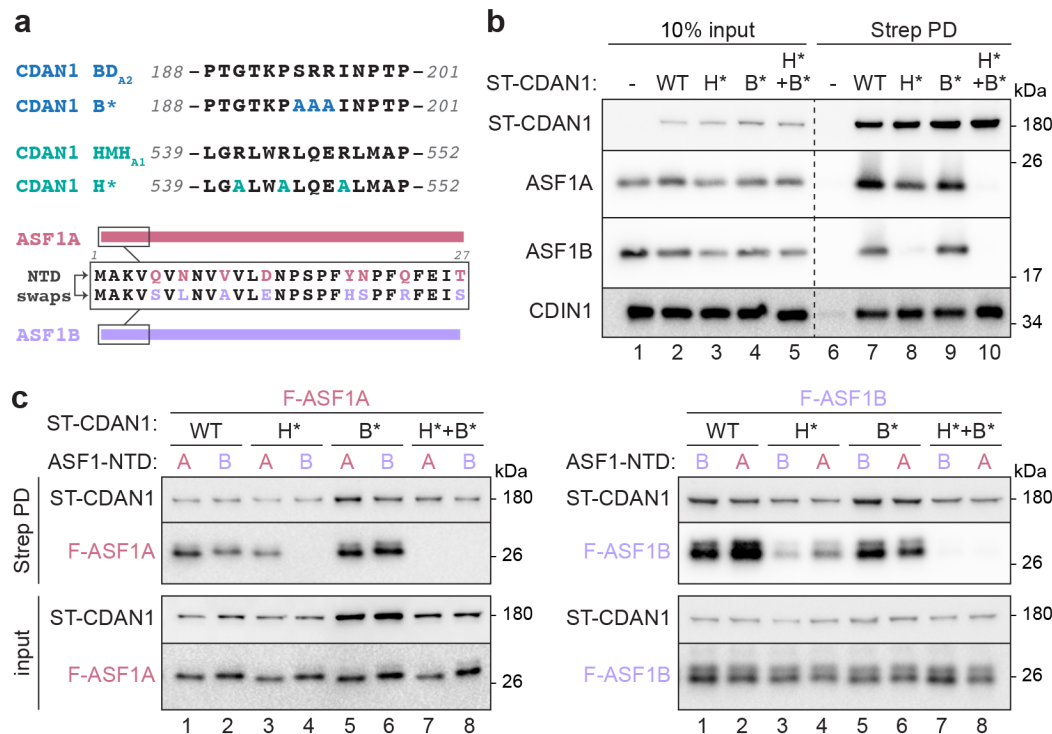 a
CDAN1 BDA2 188 – PTGTKPSRRINPTP – 201
CDAN1 B* 188 – PTGTKPAAAINPTP – 201
CDAN1 HMHA1 539 – LGRLWRLQERLMAP – 552
CDAN1 H* 539 – LGALWALQEALMAP – 552
ASF1A
1 27
NTD MAKVQVNNVVVLDNPSPFYNPFQFEIT
swaps MAKVSVLNVAVLENPSPFHSPFRFEIS
ASF1B
b
10% input Strep PD
ST-CDAN1: - WT H* B* H*+B* - WT H* B* H*+B* kDa
ST-CDAN1 180
26
ASF1A
ASF1B
17
CDIN1 34
1 2 3 4 5 6 7 8 9 10
c
F-ASF1A
ST-CDAN1: WT H* B* H*+B*
ASF1-NTD: A B A B A B A B kDa
Strep PD
ST-CDAN1 180
F-ASF1A 26
input
ST-CDAN1 180
F-ASF1A 26
1 2 3 4 5 6 7 8
F-ASF1B
WT H* B* H*+B*
ASF1-NTD: B A B A B A B A kDa
ST-CDAN1 180
F-ASF1B 26
ST-CDAN1 180
F-ASF1B 26
1 2 3 4 5 6 7 8